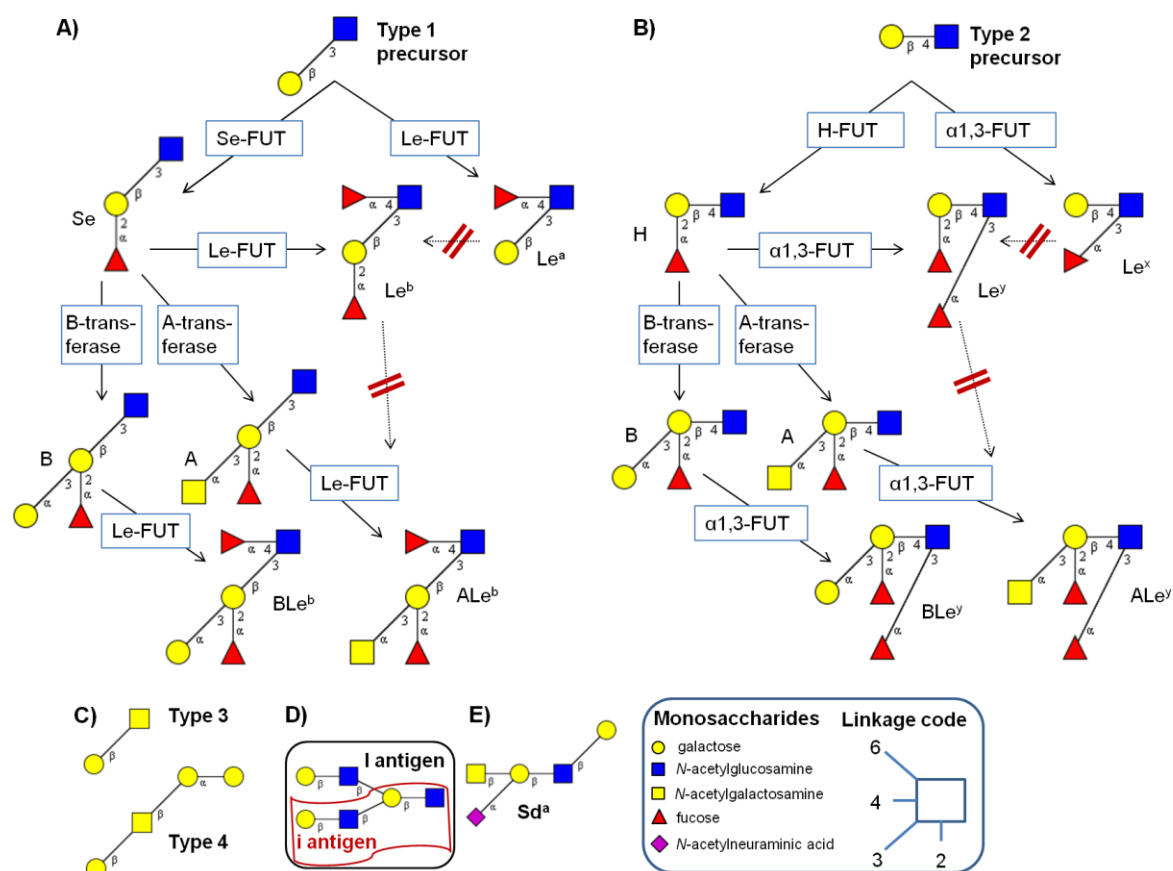 A)
Type 1
precursor
3
β
Se-FUT
Le-FUT
3
β
2
α
Se
Le-FUT
α
4
3
β
2
α
Leᵇ
α
4
3
β
Leᵃ
B-trans-
ferase
A-trans-
ferase
3
β
B
3
2
α
α
Le-FUT
3
β
A
3
2
α
α
Le-FUT
α
4
3
β
3
2
α
α
BLeᵇ
α
4
3
β
3
2
α
α
ALeᵇ
B)
β
4
Type 2
precursor
H-FUT
α1,3-FUT
β
4
2
α
H
α1,3-FUT
β
4
3
2
α
α
Leʸ
β
4
3
α
Leˣ
B-trans-
ferase
A-trans-
ferase
B
β
4
3
2
α
α
α1,3-FUT
A
β
4
3
2
α
α
α1,3-FUT
β
4
3
3
2
α
α
α
BLeʸ
β
4
3
3
2
α
α
α
ALeʸ
C)
Type 3
β
α
β
Type 4
β
D)
I antigen
β
β
β
β
β
β
i antigen
E)
β
β
β
β
α
Sdᵃ
Monosaccharides
galactose
N-acetylglucosamine
N-acetylgalactosamine
fucose
N-acetylneuraminic acid
Linkage code
6
4
3
2